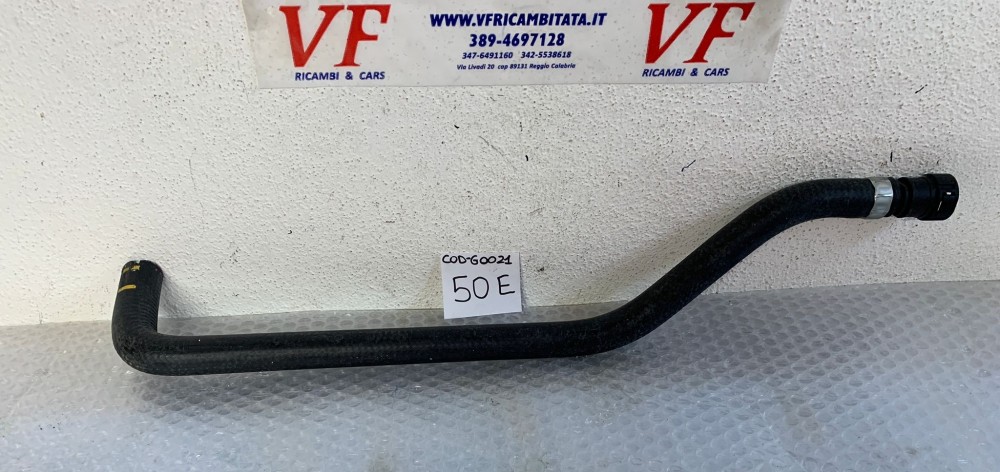 VF
RICAMBI & CARS
WWW.VFRICAMBITATA.IT
389-4697128
347-6491160 342-5538618
Via Livadi 20 cap 89131 Reggio Calabria
VF
RICAMBI & CARS
COD-G0021
50 E